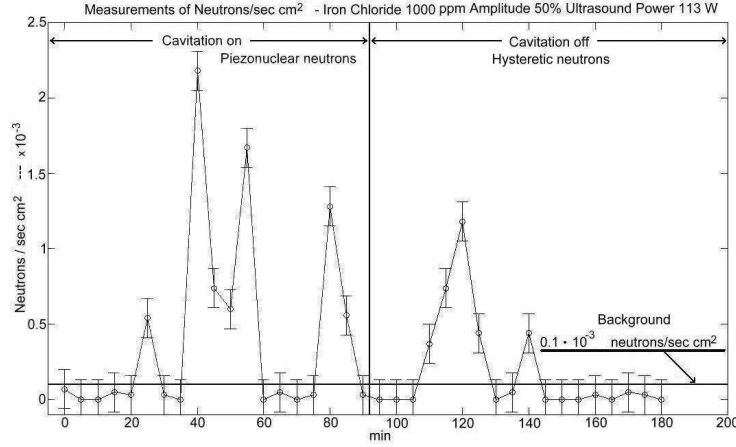 Measurements of Neutrons/sec cm² - Iron Chloride 1000 ppm Amplitude 50% Ultrasound Power 113 W
Cavitation on
Cavitation off
Piezonuclear neutrons
Hysteretic neutrons
Neutrons / sec cm² --- x10⁻³
2.5
2
1.5
1
0.5
0
Background
0.1 · 10⁻³ neutrons/sec cm²
0 20 40 60 80 100 120 140 160 180 200
min